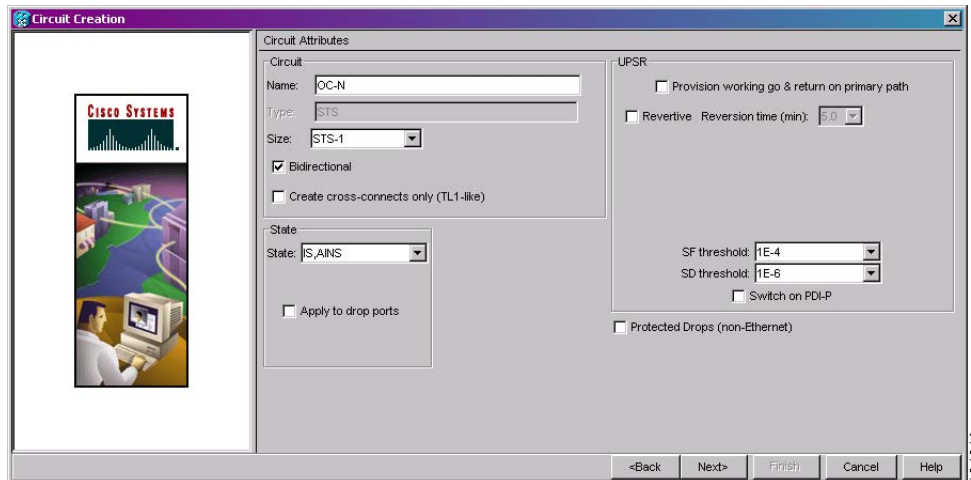 Circuit Creation
CISCO SYSTEMS
Circuit Attributes
Circuit
Name: OC-N
Type: STS
Size: STS-1
Bidirectional
Create cross-connects only (TL1-like)
State
State: IS,AINS
Apply to drop ports
UPSR
Provision working go & return on primary path
Revertive Reversion time (min): 5.0
SF threshold: 1E-4
SD threshold: 1E-6
Switch on PDI-P
Protected Drops (non-Ethernet)
<Back Next> Finish Cancel Help